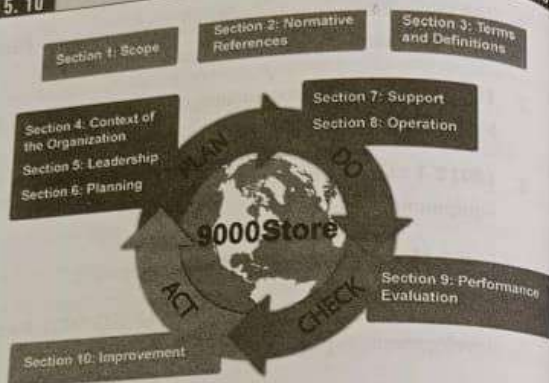 5.10
Section 1: Scope
Section 2: Normative
References
Section 3: Terms
and Definitions
Section 4: Context of
the Organization
Section 5: Leadership
Section 6: Planning
Section 7: Support
Section 8: Operation
PLAN
DO
9000Store
ACT
CHECK
Section 9: Performance
Evaluation
Section 10: Improvement